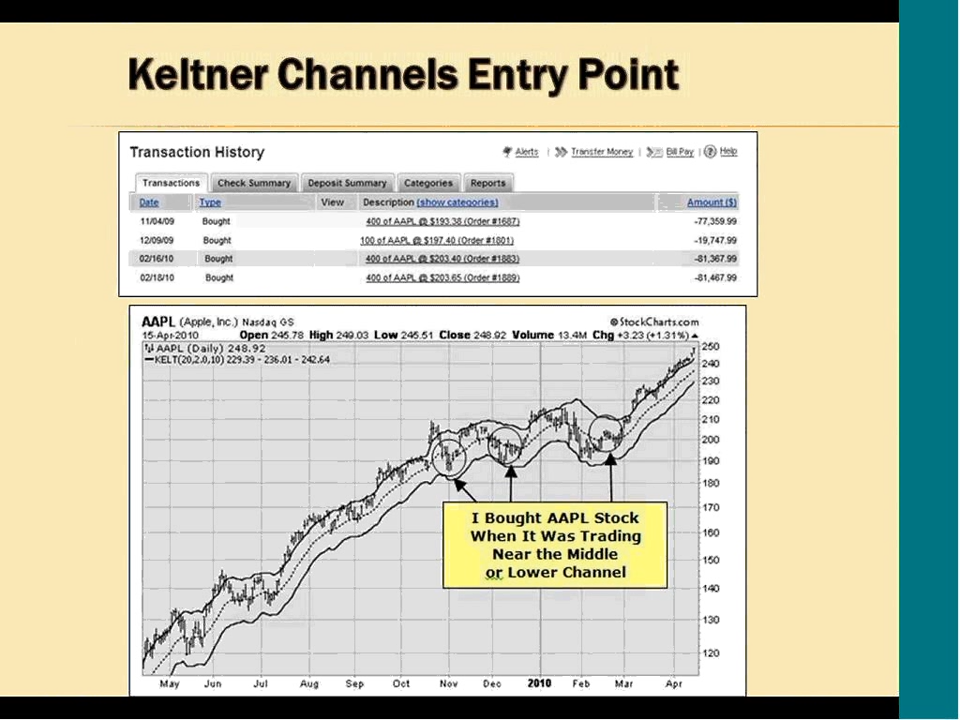 Keltner Channels Entry Point
Transaction History
Alerts | Transfer Money | Bill Pay | Help
Transactions Check Summary Deposit Summary Categories Reports
Date Type View Description (show categories) Amount ($)
11/04/09 Bought 400 of AAPL @ $193.38 (Order #1687) -77,359.99
12/09/09 Bought 100 of AAPL @ $197.40 (Order #1801) -19,747.99
02/16/10 Bought 400 of AAPL @ $203.40 (Order #1883) -81,367.99
02/18/10 Bought 400 of AAPL @ $203.65 (Order #1889) -81,467.99
AAPL (Apple, Inc.) Nasdaq GS @StockCharts.com
15-Apr-2010 Open 245.78 High 249.03 Low 245.51 Close 248.92 Volume 13.4M Chg +3.23 (+1.31%)
AAPL (Daily) 248.92
KELT(20,2.0,10) 229.39 - 236.01 - 242.64
250
240
230
220
210
200
190
180
170
160
150
140
130
120
I Bought AAPL Stock
When It Was Trading
Near the Middle
or Lower Channel
May Jun Jul Aug Sep Oct Nov Dec 2010 Feb Mar Apr